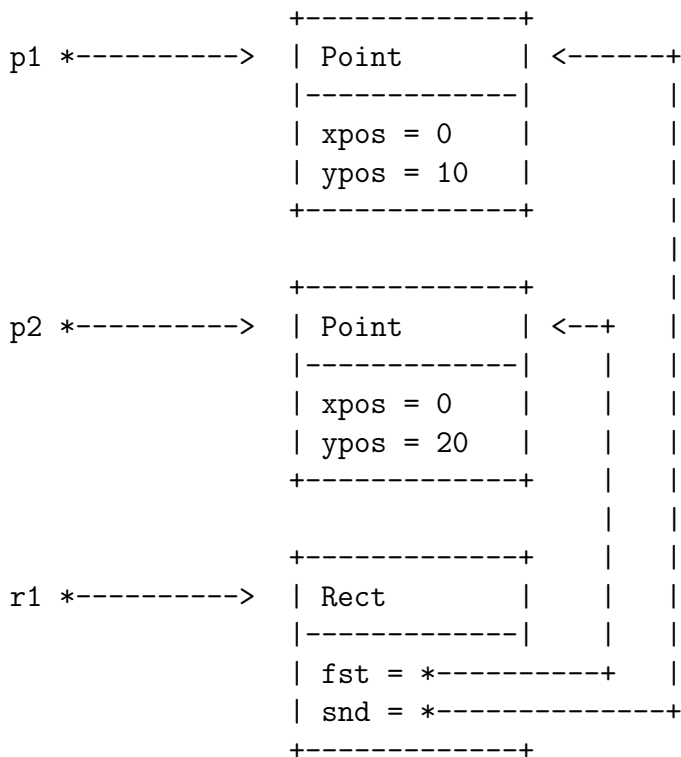 +-------------+
p1 *---------->  | Point       | <------+
                 |-------------|        |
                 | xpos = 0    |        |
                 | ypos = 10   |        |
                 +-------------+        |
                                        |
                 +-------------+        |
p2 *---------->  | Point       | <--+   |
                 |-------------|    |   |
                 | xpos = 0    |    |   |
                 | ypos = 20   |    |   |
                 +-------------+    |   |
                                    |   |
                 +-------------+    |   |
r1 *---------->  | Rect        |    |   |
                 |-------------|    |   |
                 | fst = *----------+   |
                 | snd = *--------------+
                 +-------------+